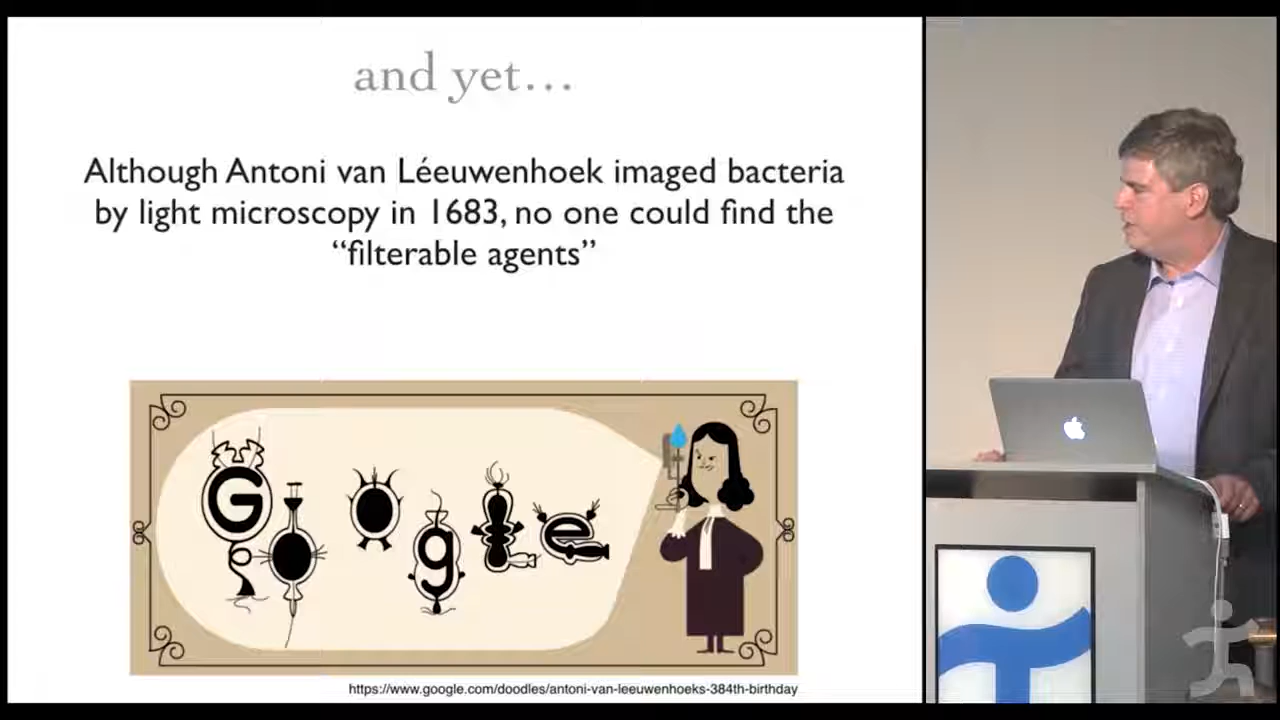 and yet…
Although Antoni van Léeuwenhoek imaged bacteria
by light microscopy in 1683, no one could find the
“filterable agents”
Google
https://www.google.com/doodles/antoni-van-leeuwenhoeks-384th-birthday